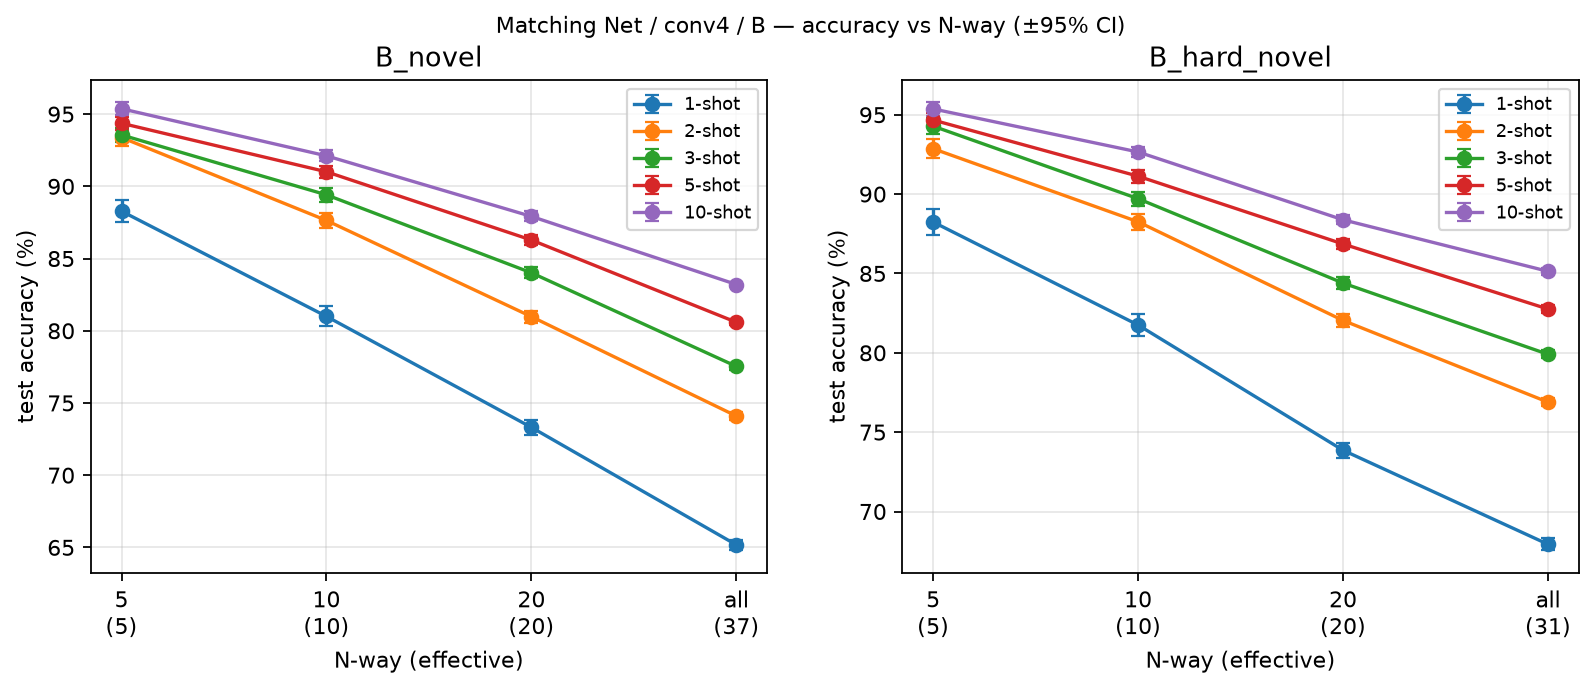 Matching Net / conv4 / B — accuracy vs N-way (±95% CI)
B_novel
test accuracy (%)
95
90
85
80
75
70
65
1-shot
2-shot
3-shot
5-shot
10-shot
5 10 20 all
(5) (10) (20) (37)
N-way (effective)
B_hard_novel
test accuracy (%)
95
90
85
80
75
70
1-shot
2-shot
3-shot
5-shot
10-shot
5 10 20 all
(5) (10) (20) (31)
N-way (effective)